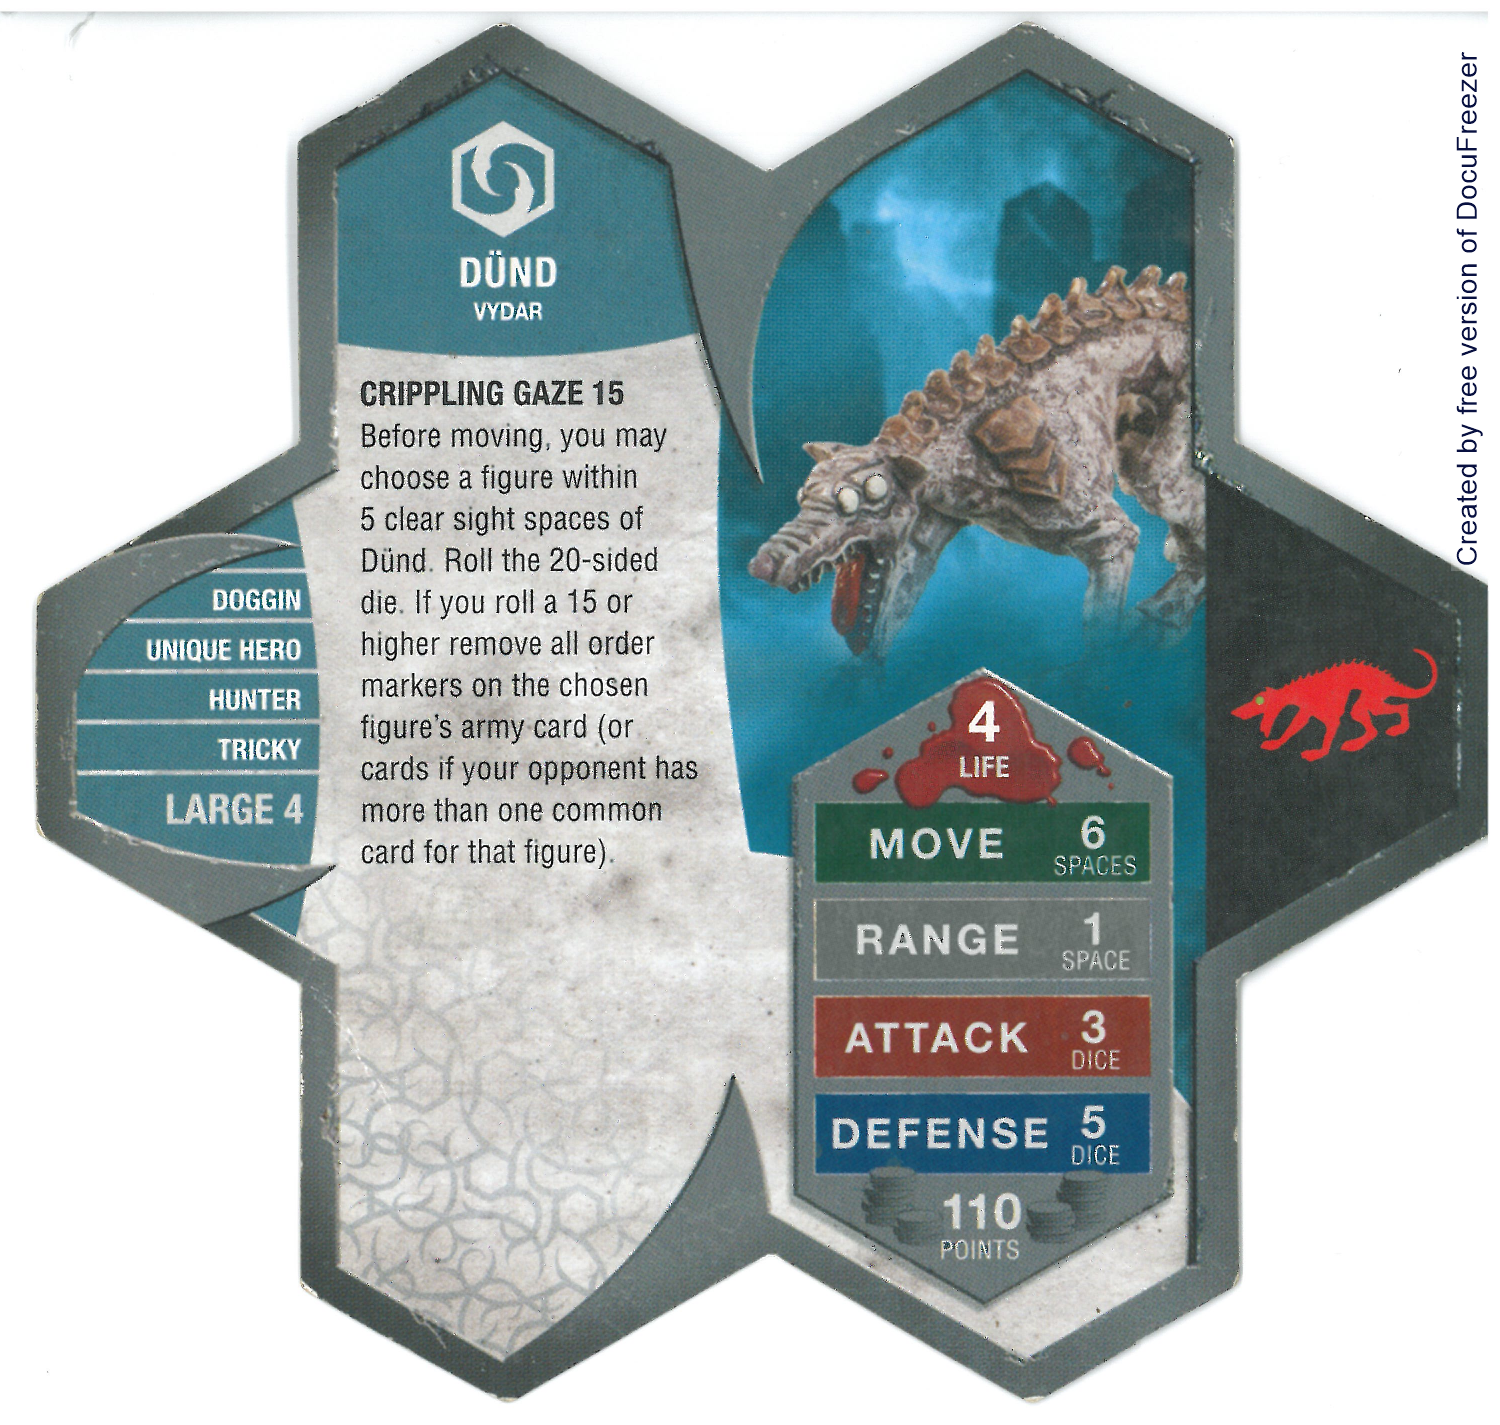 DÜND
VYDAR
CRIPPLING GAZE 15
Before moving, you may
choose a figure within
5 clear sight spaces of
Dünd. Roll the 20-sided
die. If you roll a 15 or
higher remove all order
markers on the chosen
figure's army card (or
cards if your opponent has
more than one common
card for that figure).
DOGGIN
UNIQUE HERO
HUNTER
TRICKY
LARGE 4
4
LIFE
MOVE 6
SPACES
RANGE 1
SPACE
ATTACK 3
DICE
DEFENSE 5
DICE
110
POINTS
Created by free version of DocuFreezer